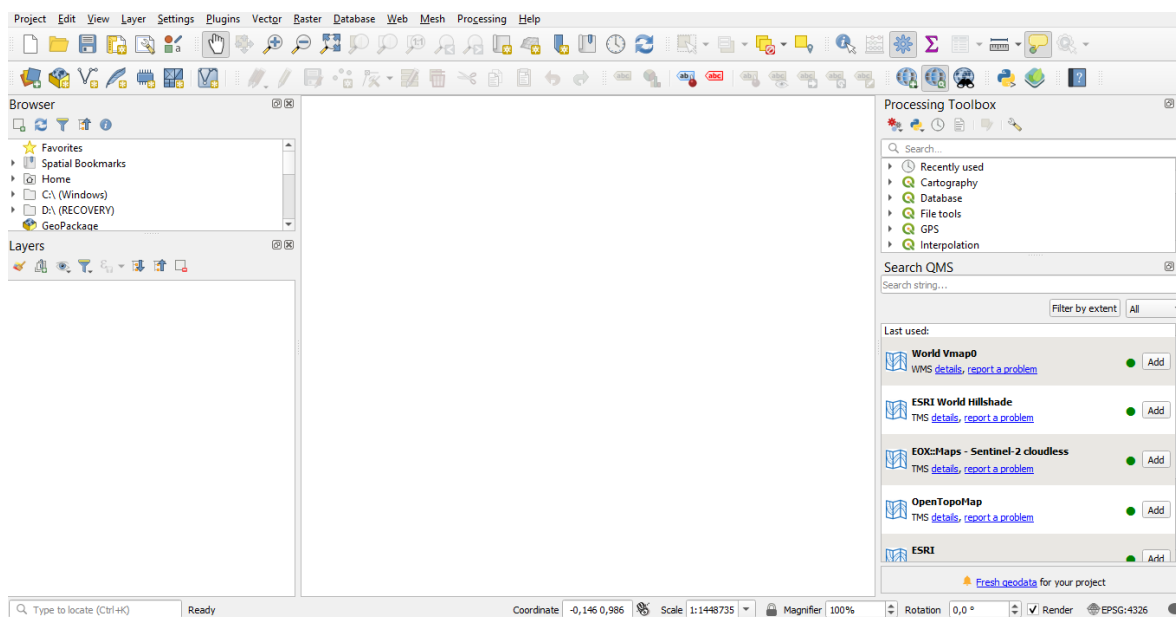 Project Edit View Layer Settings Plugins Vector Raster Database Web Mesh Processing Help
abc abc abc
Browser
Favorites
Spatial Bookmarks
Home
C:\ (Windows)
D:\ (RECOVERY)
GeoPackage
Layers
Processing Toolbox
Search...
Recently used
Cartography
Database
File tools
GPS
Interpolation
Search QMS
Search string...
Filter by extent All
Last used:
World Vmap0
WMS details, report a problem
Add
ESRI World Hillshade
TMS details, report a problem
Add
EOX::Maps - Sentinel-2 cloudless
TMS details, report a problem
Add
OpenTopoMap
TMS details, report a problem
Add
ESRI
Add
Fresh geodata for your project
Type to locate (Ctrl+K) Ready Coordinate -0,146 0,986 Scale 1:1448735 Magnifier 100% Rotation 0,0 ° Render EPSG:4326